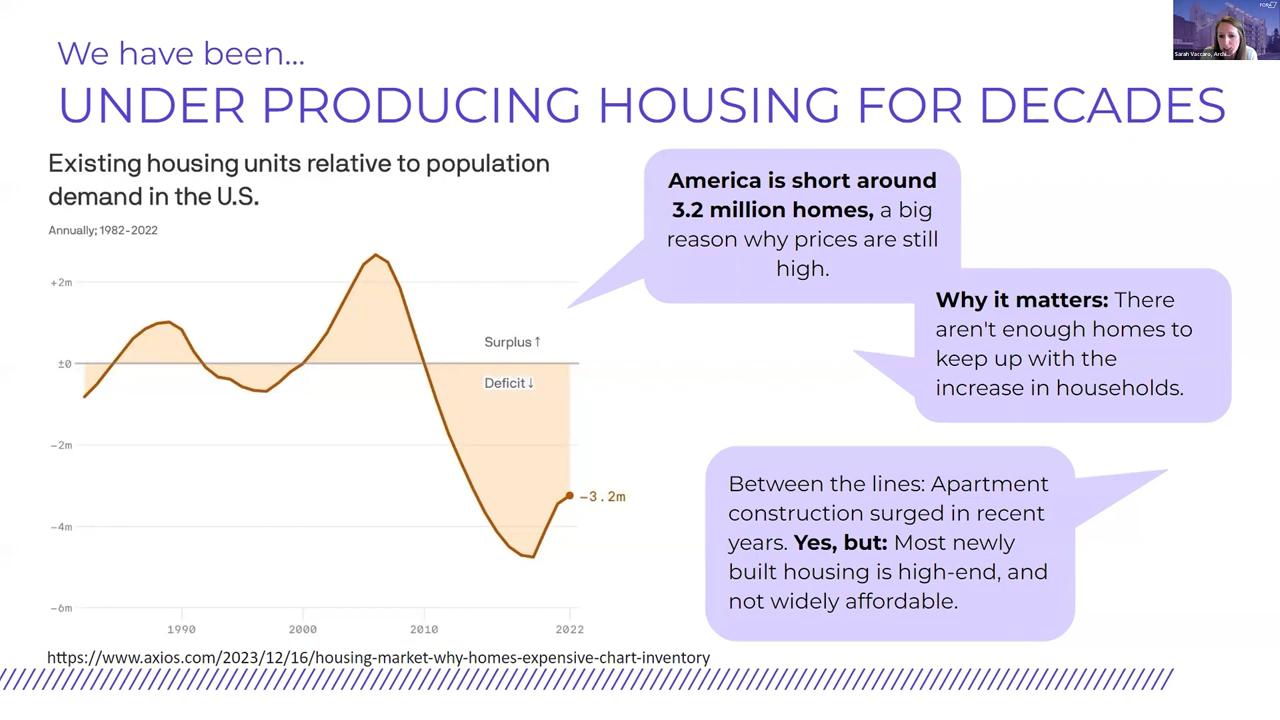 We have been...
UNDER PRODUCING HOUSING FOR DECADES
Existing housing units relative to population
demand in the U.S.
Annually; 1982-2022
+2m
±0
-2m
-4m
-6m
Surplus ↑
Deficit ↓
-3.2m
1990
2000
2010
2022
America is short around
3.2 million homes, a big
reason why prices are still
high.
Why it matters: There
aren't enough homes to
keep up with the
increase in households.
Between the lines: Apartment
construction surged in recent
years. Yes, but: Most newly
built housing is high-end, and
not widely affordable.
https://www.axios.com/2023/12/16/housing-market-why-homes-expensive-chart-inventory
Sarah Vaccaro, Archi...